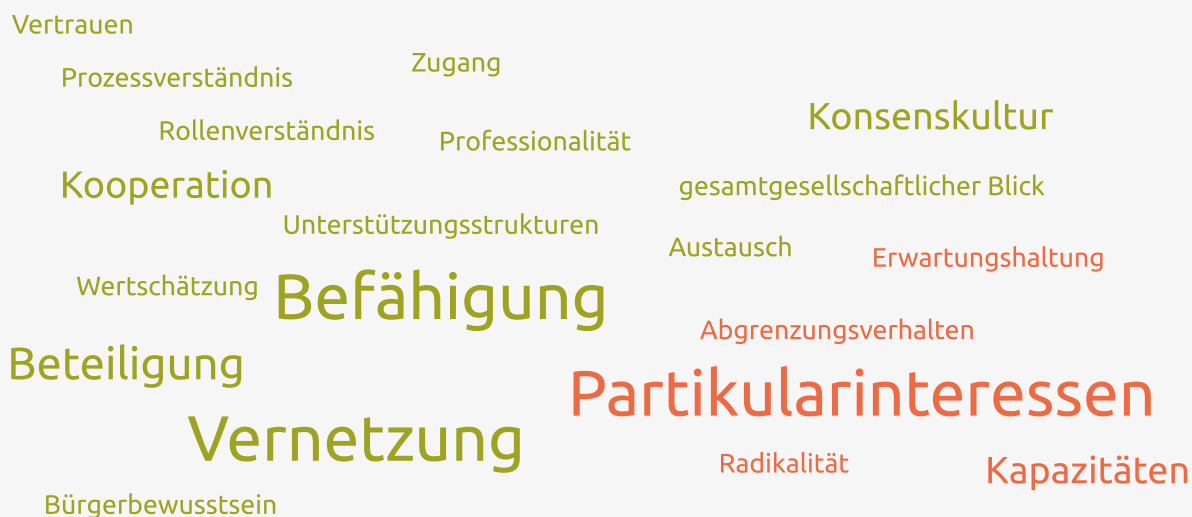 Vertrauen
Zugang
Prozessverständnis
Konsenskultur
Rollenverständnis
Professionalität
Kooperation
gesamtgesellschaftlicher Blick
Unterstützungsstrukturen
Austausch
Erwartungshaltung
Wertschätzung
Befähigung
Abgrenzungsverhalten
Beteiligung
Partikularinteressen
Vernetzung
Radikalität
Kapazitäten
Bürgerbewusstsein